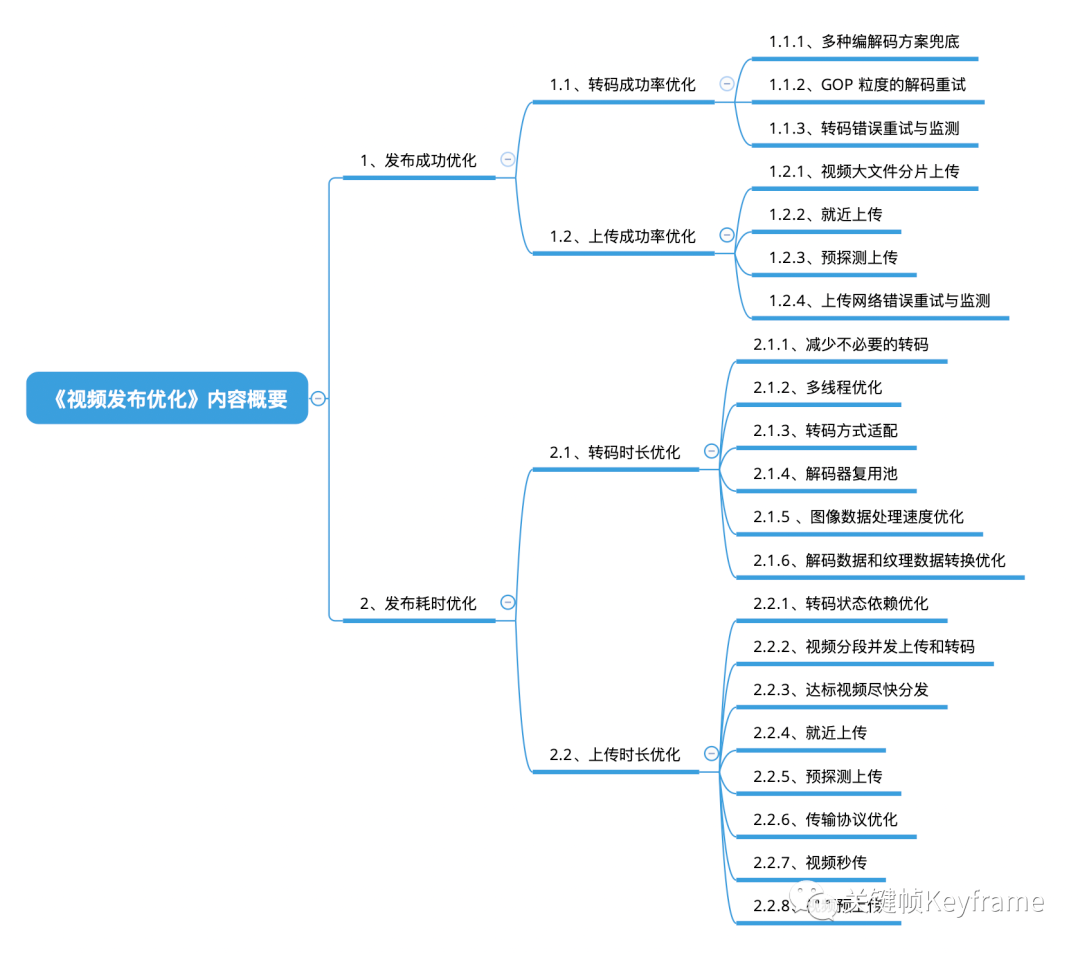 《视频发布优化》内容概要
1、发布成功优化
1.1、转码成功率优化
1.1.1、多种编解码方案兜底
1.1.2、GOP 粒度的解码重试
1.1.3、转码错误重试与监测
1.2、上传成功率优化
1.2.1、视频大文件分片上传
1.2.2、就近上传
1.2.3、预探测上传
1.2.4、上传网络错误重试与监测
2、发布耗时优化
2.1、转码时长优化
2.1.1、减少不必要的转码
2.1.2、多线程优化
2.1.3、转码方式适配
2.1.4、解码器复用池
2.1.5 、图像数据处理速度优化
2.1.6、解码数据和纹理数据转换优化
2.2、上传时长优化
2.2.1、转码状态依赖优化
2.2.2、视频分段并发上传和转码
2.2.3、达标视频尽快分发
2.2.4、就近上传
2.2.5、预探测上传
2.2.6、传输协议优化
2.2.7、视频秒传
2.2.8、视频预上传
关键帧Keyframe